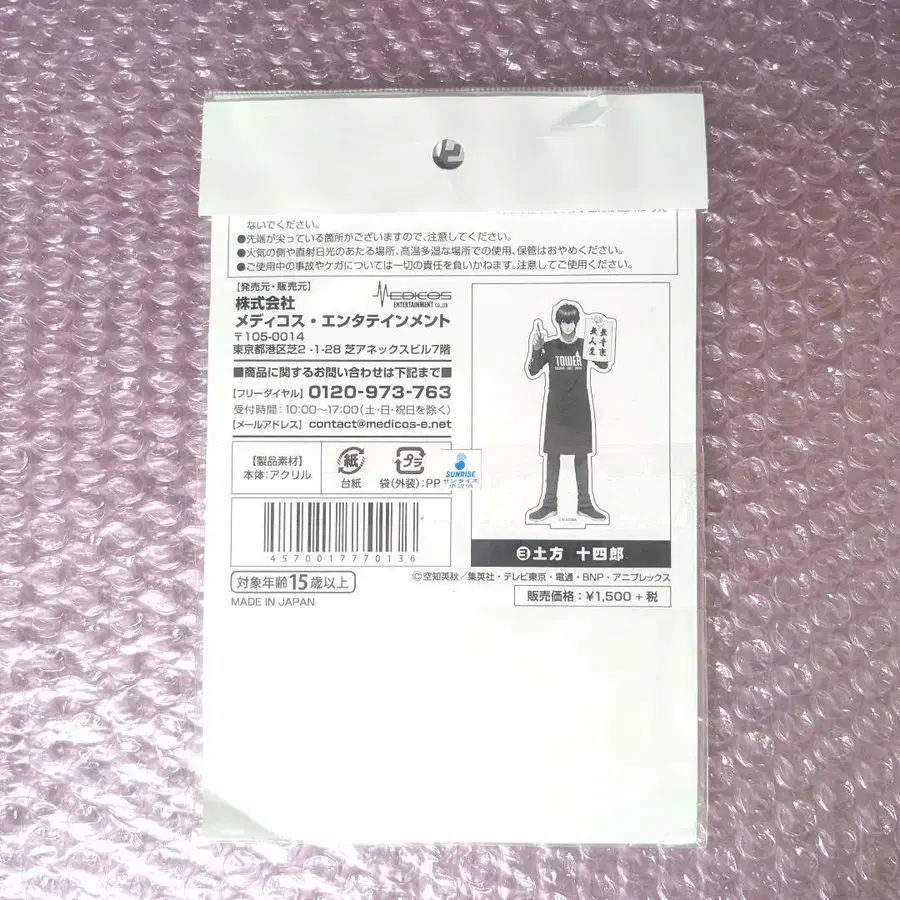 ないでください。
●先端が尖っている箇所がございますので、注意してください。
●火気の側や直射日光のあたる場所、高温多湿な場所での使用、保管はおやめください。
●ご使用中の事故やケガについては一切の責任を負いかねます。注意してご使用ください。
【発売元・販売元】
株式会社
メディコス・エンタテインメント
MEDICOS
ENTERTAINMENT CO.,LTD
〒105-0014
東京都港区芝2-1-28 芝アネックスビル7階
■商品に関するお問い合わせは下記まで■
【フリーダイヤル】0120-973-763
受付時間：10:00〜17:00(土・日・祝日を除く)
【メールアドレス】contact@medicos-e.net
【製品素材】
本体：アクリル
紙
台紙
プラ
袋(外装)：PP
SUNRISE
サンライズ
4570017770136
対象年齢15歳以上
MADE IN JAPAN
TOWER
③土方 十四郎
©空知英秋／集英社・テレビ東京・電通・BNP・アニプレックス
販売価格：¥1,500＋税